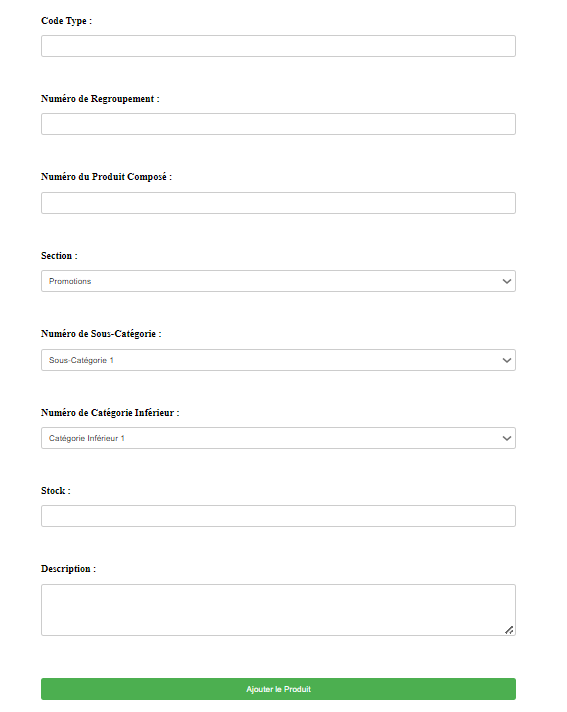 Code Type :
Numéro de Regroupement :
Numéro du Produit Composé :
Section :
Promotions
Numéro de Sous-Catégorie :
Sous-Catégorie 1
Numéro de Catégorie Inférieur :
Catégorie Inférieur 1
Stock :
Description :
Ajouter le Produit